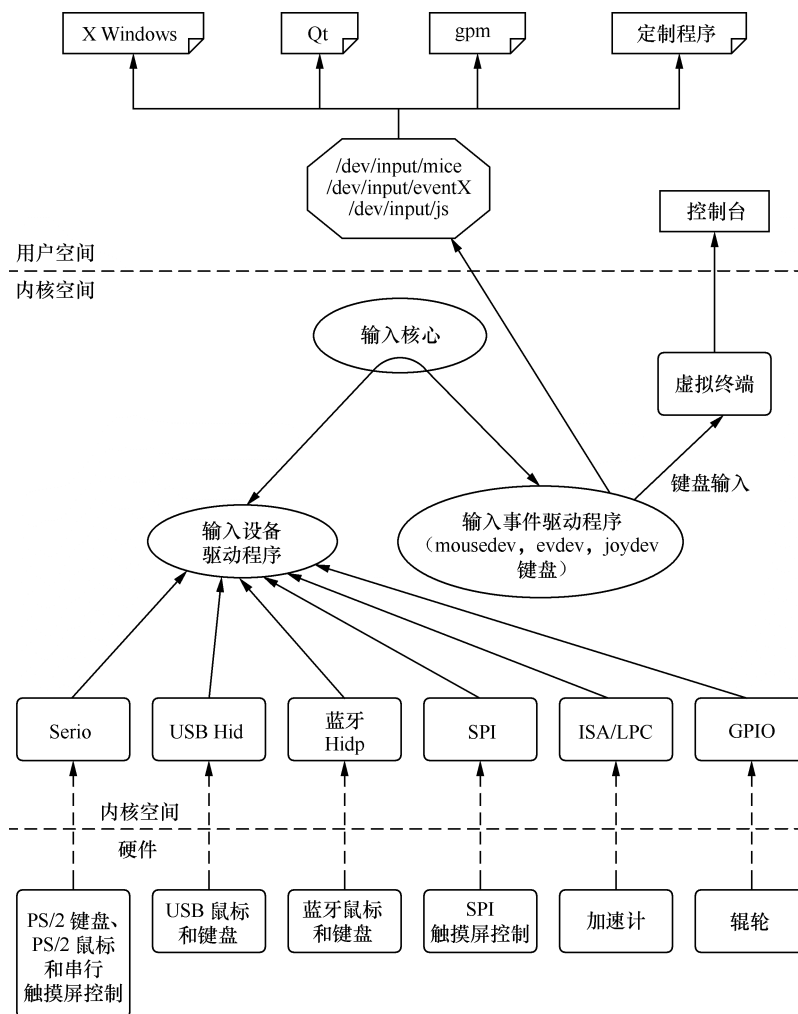 X Windows
Qt
gpm
定制程序
/dev/input/mice
/dev/input/eventX
/dev/input/js
控制台
用户空间
内核空间
输入核心
虚拟终端
键盘输入
输入设备
驱动程序
输入事件驱动程序
（mousedev，evdev，joydev
键盘）
Serio
USB Hid
蓝牙
Hidp
SPI
ISA/LPC
GPIO
内核空间
硬件
PS/2 键盘、
PS/2 鼠标
和串行
触摸屏控制
USB 鼠标
和键盘
蓝牙鼠标
和键盘
SPI
触摸屏控制
加速计
辊轮